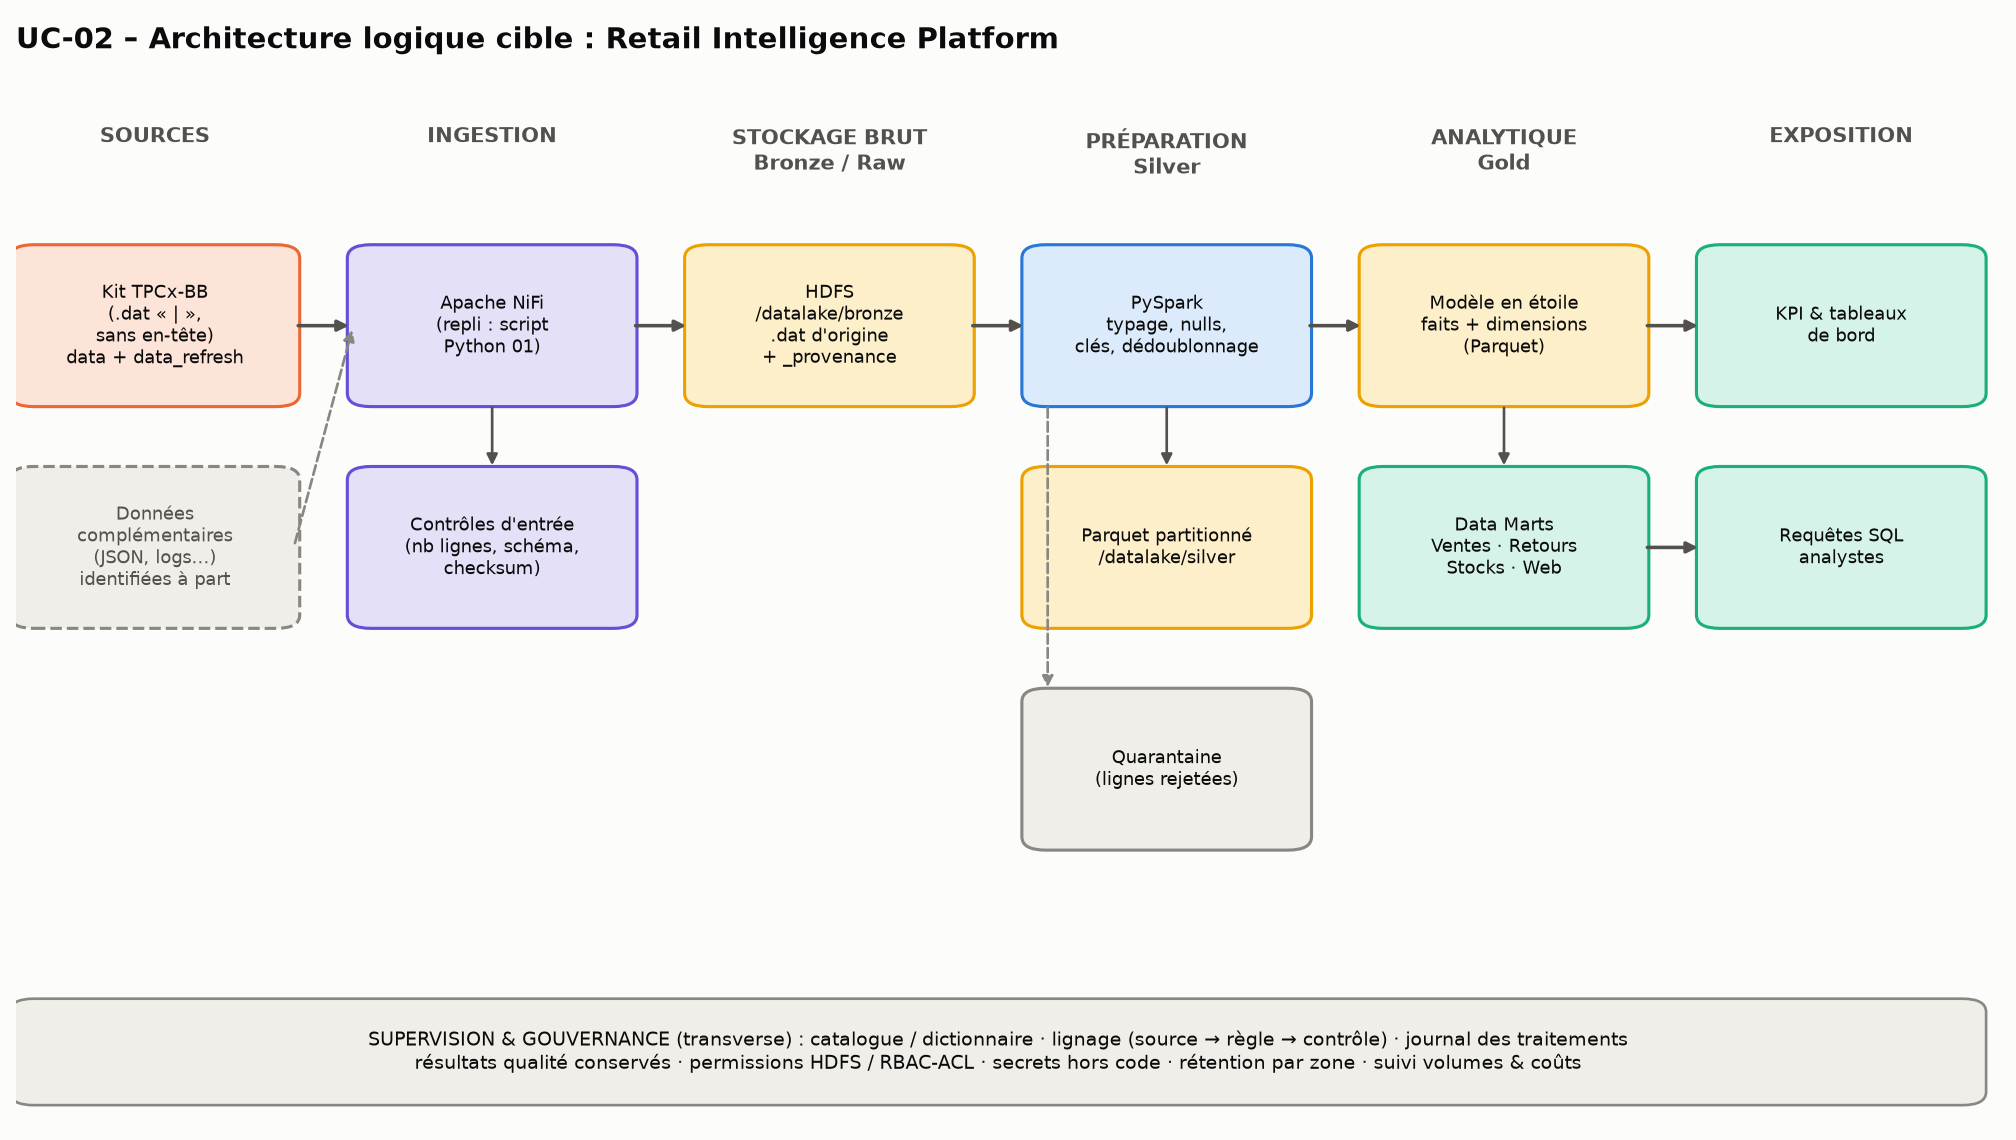 UC-02 – Architecture logique cible : Retail Intelligence Platform
SOURCES
INGESTION
STOCKAGE BRUT
Bronze / Raw
PRÉPARATION
Silver
ANALYTIQUE
Gold
EXPOSITION
Kit TPCx-BB
(.dat « | »,
sans en-tête)
data + data_refresh
Apache NiFi
(repli : script
Python 01)
HDFS
/datalake/bronze
.dat d'origine
+ _provenance
PySpark
typage, nulls,
clés, dédoublonnage
Modèle en étoile
faits + dimensions
(Parquet)
KPI & tableaux
de bord
Données
complémentaires
(JSON, logs...)
identifiées à part
Contrôles d'entrée
(nb lignes, schéma,
checksum)
Parquet partitionné
/datalake/silver
Data Marts
Ventes · Retours
Stocks · Web
Requêtes SQL
analystes
Quarantaine
(lignes rejetées)
SUPERVISION & GOUVERNANCE (transverse) : catalogue / dictionnaire · lignage (source → règle → contrôle) · journal des traitements
résultats qualité conservés · permissions HDFS / RBAC-ACL · secrets hors code · rétention par zone · suivi volumes & coûts